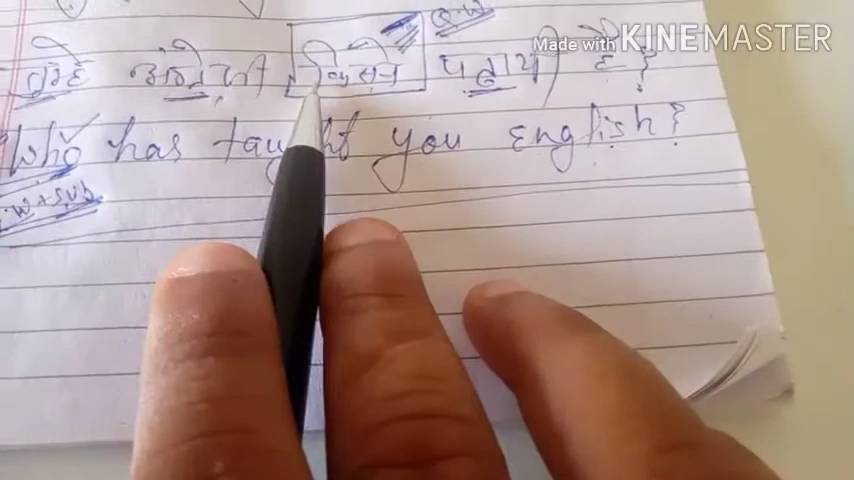 Q.W
Made with KINEMASTER
तुम्हें अंग्रेजी किसने पढ़ायी है?
Who has taught you English?
Q.W + Sub